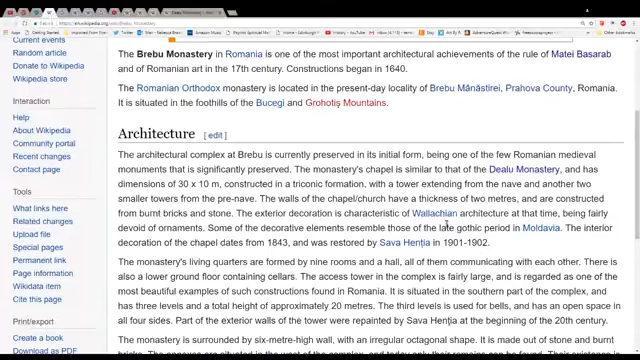 Dealu Monastery
en.wikipedia.org/wiki/Brebu_Monastery
Current events
Random article
Donate to Wikipedia
Wikipedia store
Interaction
Help
About Wikipedia
Community portal
Recent changes
Contact page
Tools
What links here
Related changes
Upload file
Special pages
Permanent link
Page information
Wikidata item
Cite this page
Print/export
Create a book
Download as PDF
The Brebu Monastery in Romania is one of the most important architectural achievements of the rule of Matei Basarab
and of Romanian art in the 17th century. Constructions began in 1640.
The Romanian Orthodox monastery is located in the present-day locality of Brebu Mânăstirei, Prahova County, Romania.
It is situated in the foothills of the Bucegi and Grohotiș Mountains.
Architecture [ edit ]
The architectural complex at Brebu is currently preserved in its initial form, being one of the few Romanian medieval
monuments that is significantly preserved. The monastery's chapel is similar to that of the Dealu Monastery, and has
dimensions of 30 x 10 m, constructed in a triconic formation, with a tower extending from the nave and another two
smaller towers from the pre-nave. The walls of the chapel/church have a thickness of two metres, and are constructed
from burnt bricks and stone. The exterior decoration is characteristic of Wallachian architecture at that time, being fairly
devoid of ornaments. Some of the decorative elements resemble those of the late gothic period in Moldavia. The interior
decoration of the chapel dates from 1843, and was restored by Sava Henția in 1901-1902.
The monastery's living quarters are formed by nine rooms and a hall, all of them communicating with each other. There
is also a lower ground floor containing cellars. The access tower in the complex is fairly large, and is regarded as one of the
most beautiful examples of such constructions found in Romania. It is situated in the southern part of the complex, and
has three levels and a total height of approximately 20 metres. The third levels is used for bells, and has an open space in
all four sides. Part of the exterior walls of the tower were repainted by Sava Henția at the beginning of the 20th century.
The monastery is surrounded by six-metre-high wall, with an irregular octagonal shape. It is made out of stone and burnt